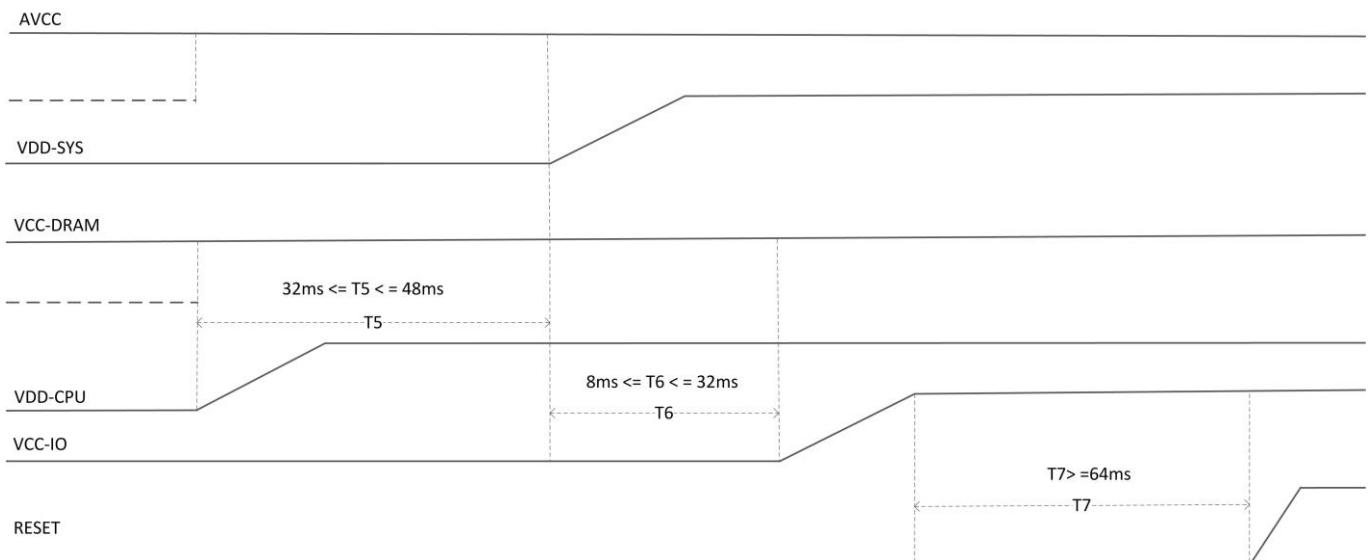 AVCC
VDD-SYS
VCC-DRAM
32ms <= T5 < = 48ms
T5
8ms <= T6 < = 32ms
VDD-CPU
T6
VCC-IO
T7> =64ms
T7
RESET